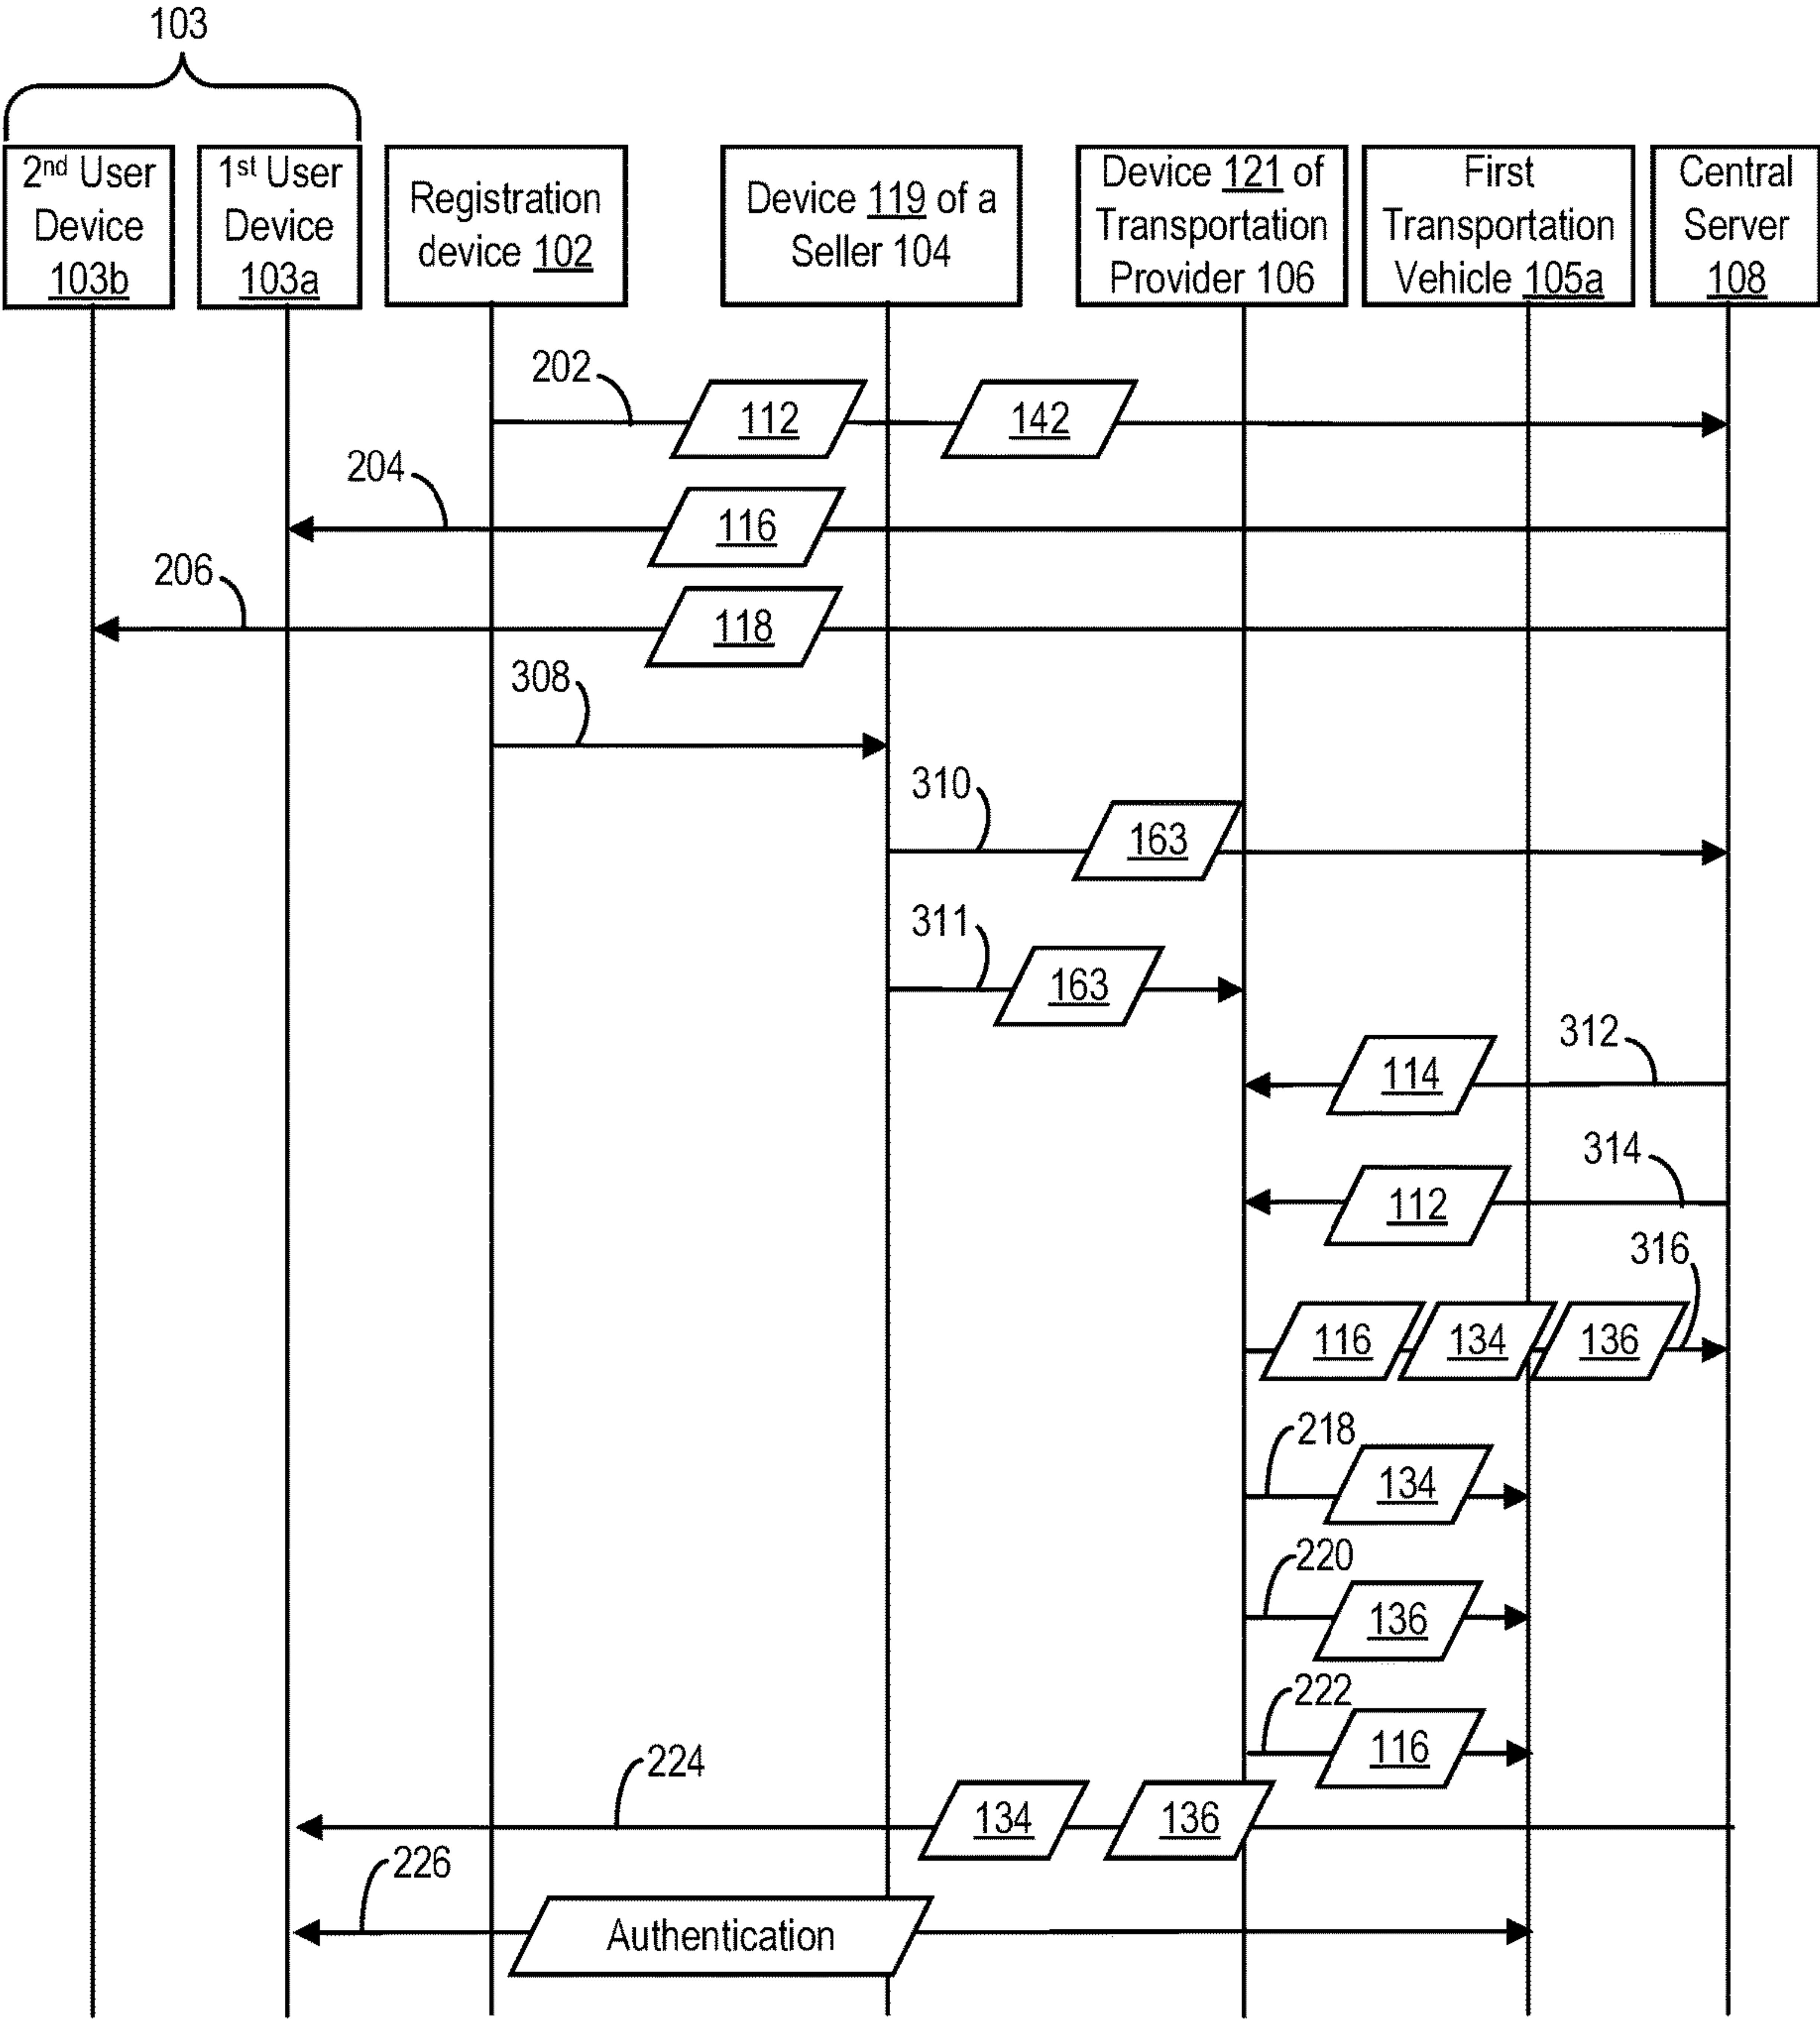 103
2nd User
Device
103b
1st User
Device
103a
Registration
device 102
Device 119 of a
Seller 104
Device 121 of
Transportation
Provider 106
First
Transportation
Vehicle 105a
Central
Server
108
202
112
142
204
116
206
118
308
310
163
311
163
312
114
314
112
316
116
134
136
218
134
220
136
222
116
224
134
136
226
Authentication